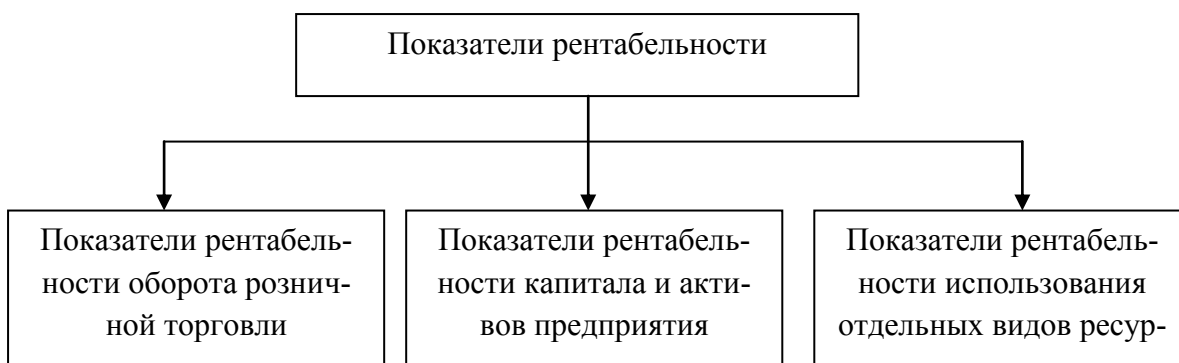 Показатели рентабельности
Показатели рентабель-
ности оборота рознич-
ной торговли
Показатели рентабель-
ности капитала и акти-
вов предприятия
Показатели рентабель-
ности использования
отдельных видов ресур-